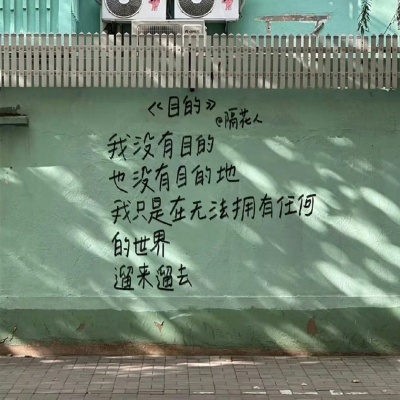 《目的》
@隔花人
我没有目的
也没有目的地
我只是在无法拥有任何
的世界
遛来遛去